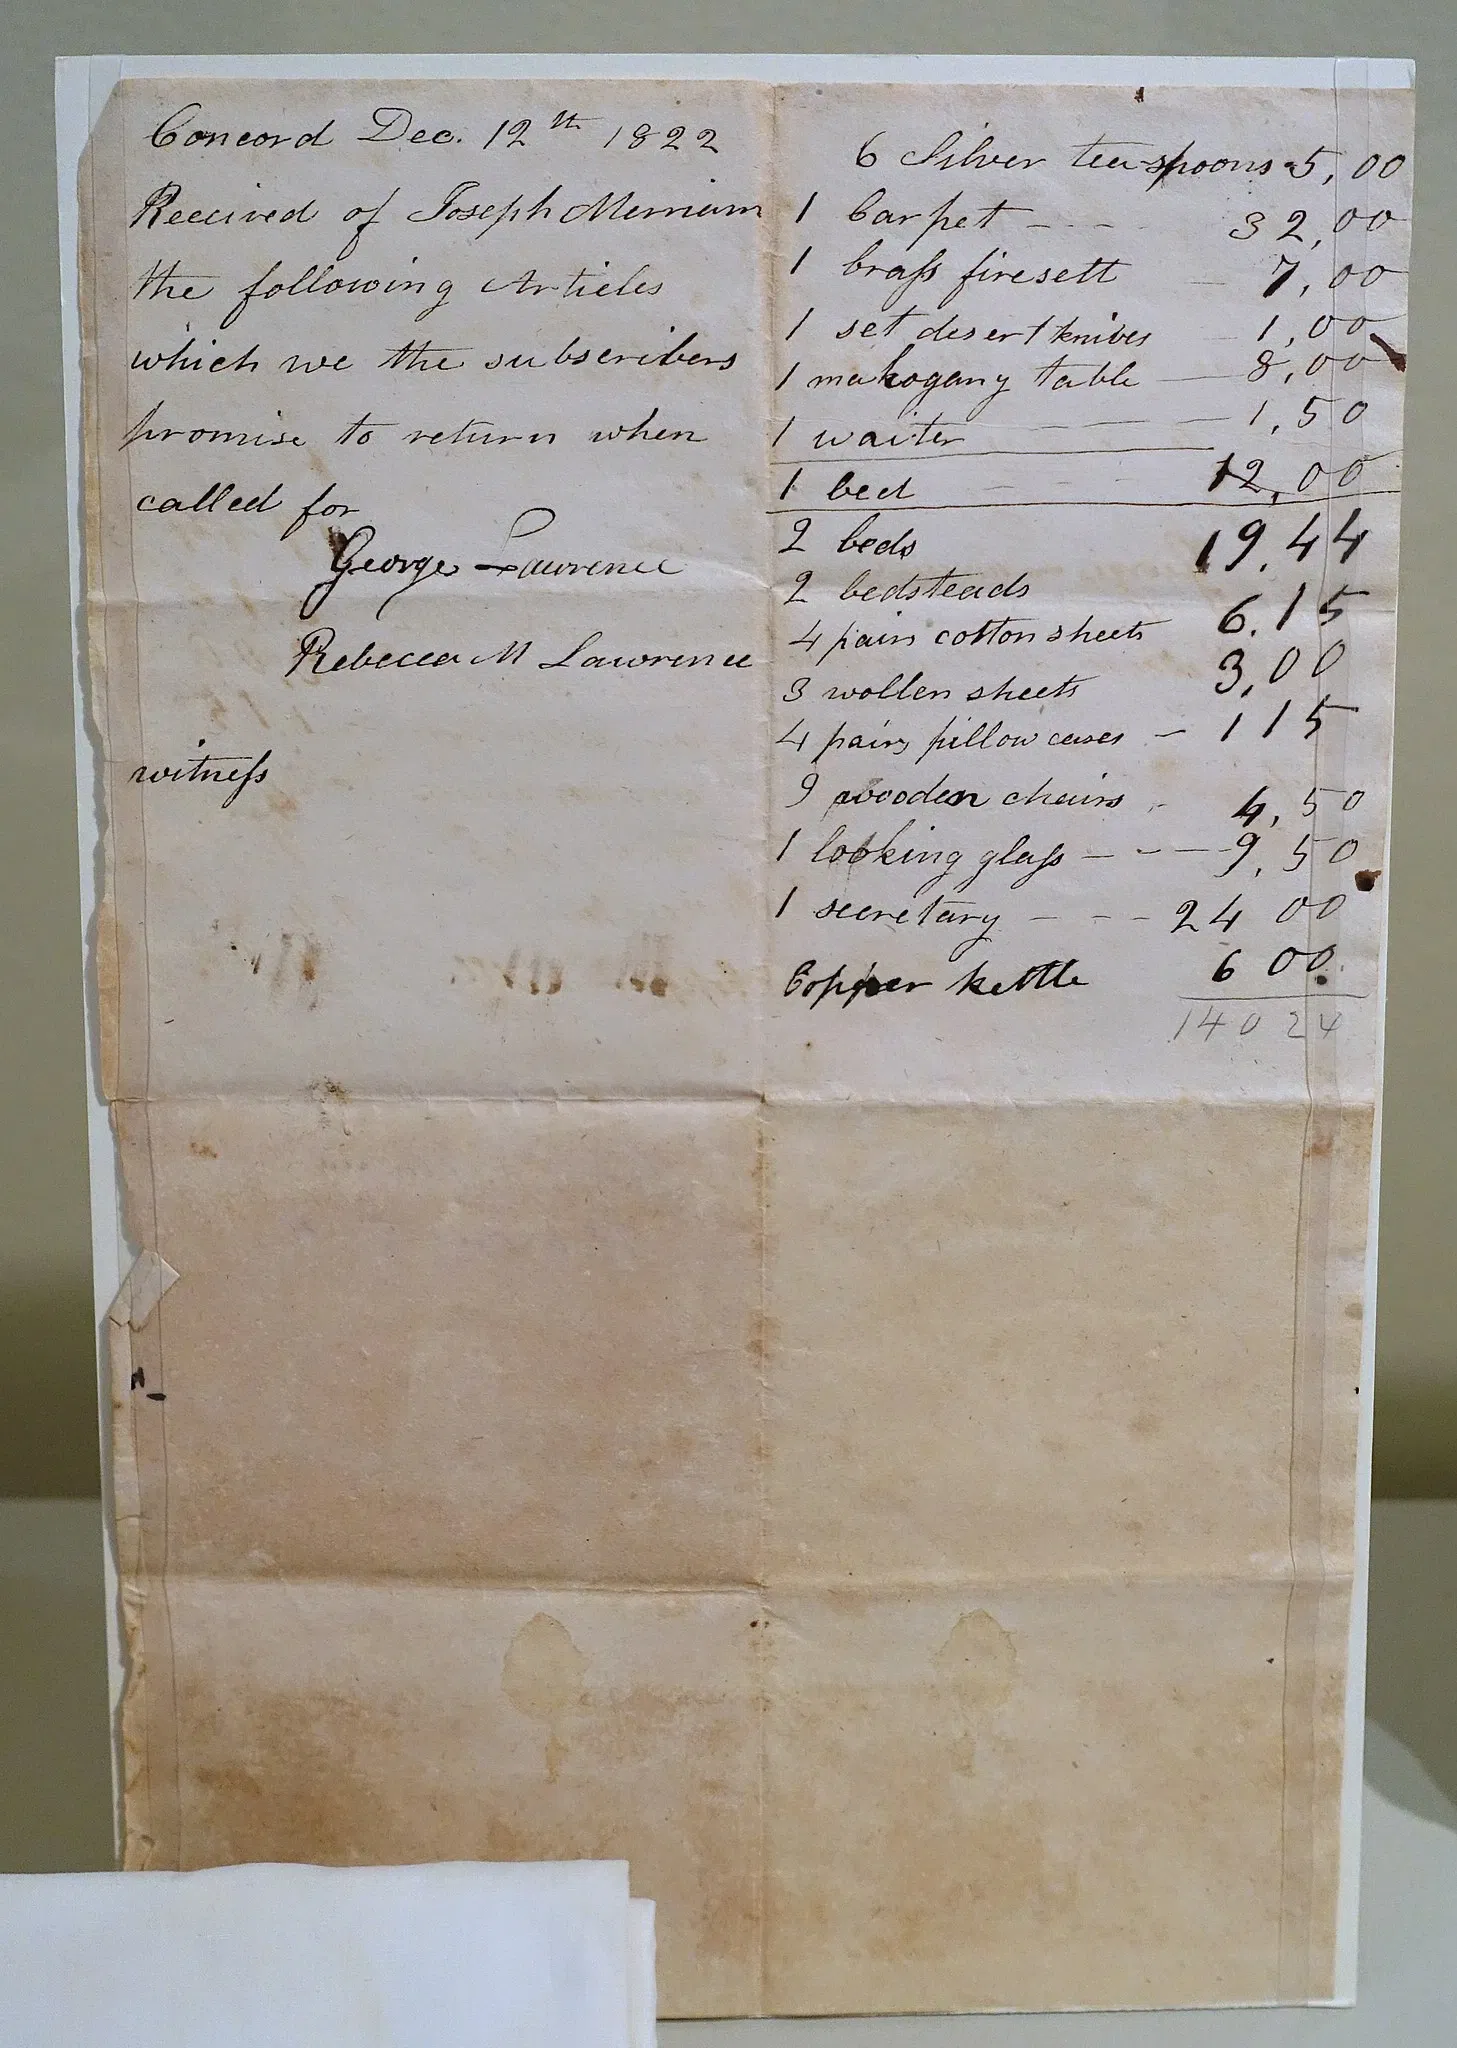 Concord Dec. 12th 1822
Received of Joseph Merriam
the following Articles
which we the subscribers
promise to return when
called for
George Lawrence
Rebecca M Lawrence
witneſs
6 Silver tea-spoons 5,00
1 Carpet - - - 32,00
1 braſs firesett - 7,00
1 set desert knives - 1,00
1 mahogany table - 8,00
1 waiter - - - - 1,50
1 bed - - - 12,00
2 beds 19.44
2 bedsteads
4 pairs cotton sheets 6.15
3 wollen sheets 3,00
4 pairs pillow cases - 1 15
9 wooden chairs - 4,50
1 looking glaſs - - - 9,50
1 secretary - - - 24 00
Copper kettle 6 00
140 24